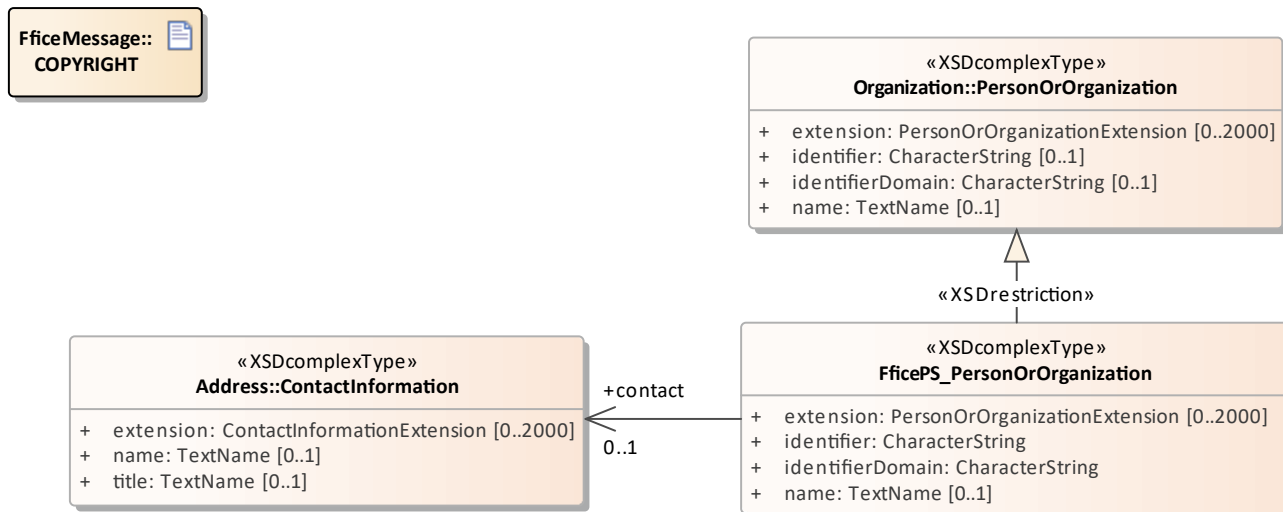 FficeMessage::
COPYRIGHT
«XSDcomplexType»
Organization::PersonOrOrganization
+ extension: PersonOrOrganizationExtension [0..2000]
+ identifier: CharacterString [0..1]
+ identifierDomain: CharacterString [0..1]
+ name: TextName [0..1]
«XSDrestriction»
«XSDcomplexType»
Address::ContactInformation
+ extension: ContactInformationExtension [0..2000]
+ name: TextName [0..1]
+ title: TextName [0..1]
+contact
0..1
«XSDcomplexType»
FficePS_PersonOrOrganization
+ extension: PersonOrOrganizationExtension [0..2000]
+ identifier: CharacterString
+ identifierDomain: CharacterString
+ name: TextName [0..1]